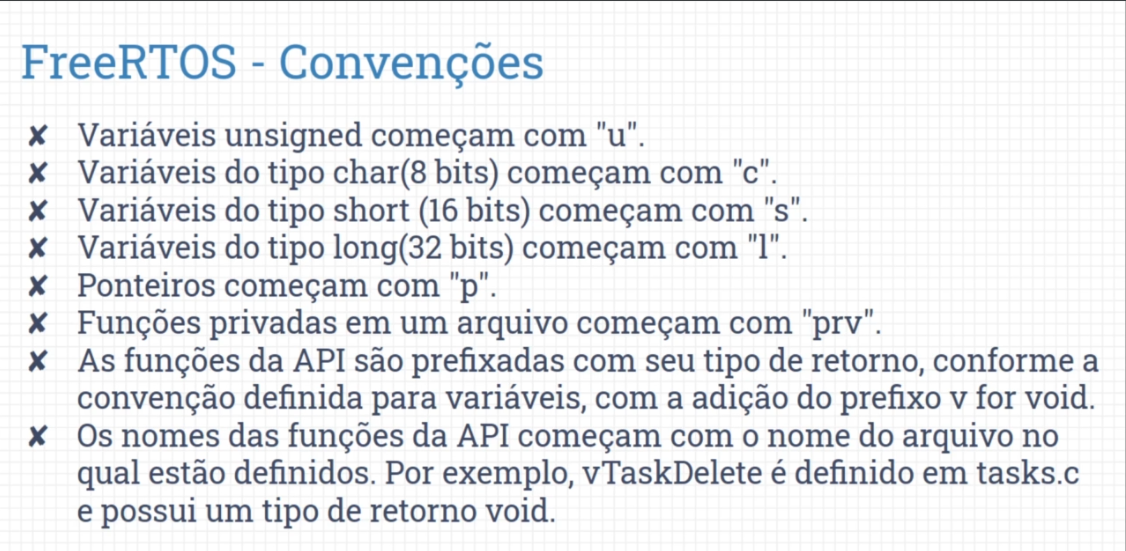 FreeRTOS - Convenções
✘ Variáveis unsigned começam com "u".
✘ Variáveis do tipo char(8 bits) começam com "c".
✘ Variáveis do tipo short (16 bits) começam com "s".
✘ Variáveis do tipo long(32 bits) começam com "l".
✘ Ponteiros começam com "p".
✘ Funções privadas em um arquivo começam com "prv".
✘ As funções da API são prefixadas com seu tipo de retorno, conforme a
convenção definida para variáveis, com a adição do prefixo v for void.
✘ Os nomes das funções da API começam com o nome do arquivo no
qual estão definidos. Por exemplo, vTaskDelete é definido em tasks.c
e possui um tipo de retorno void.